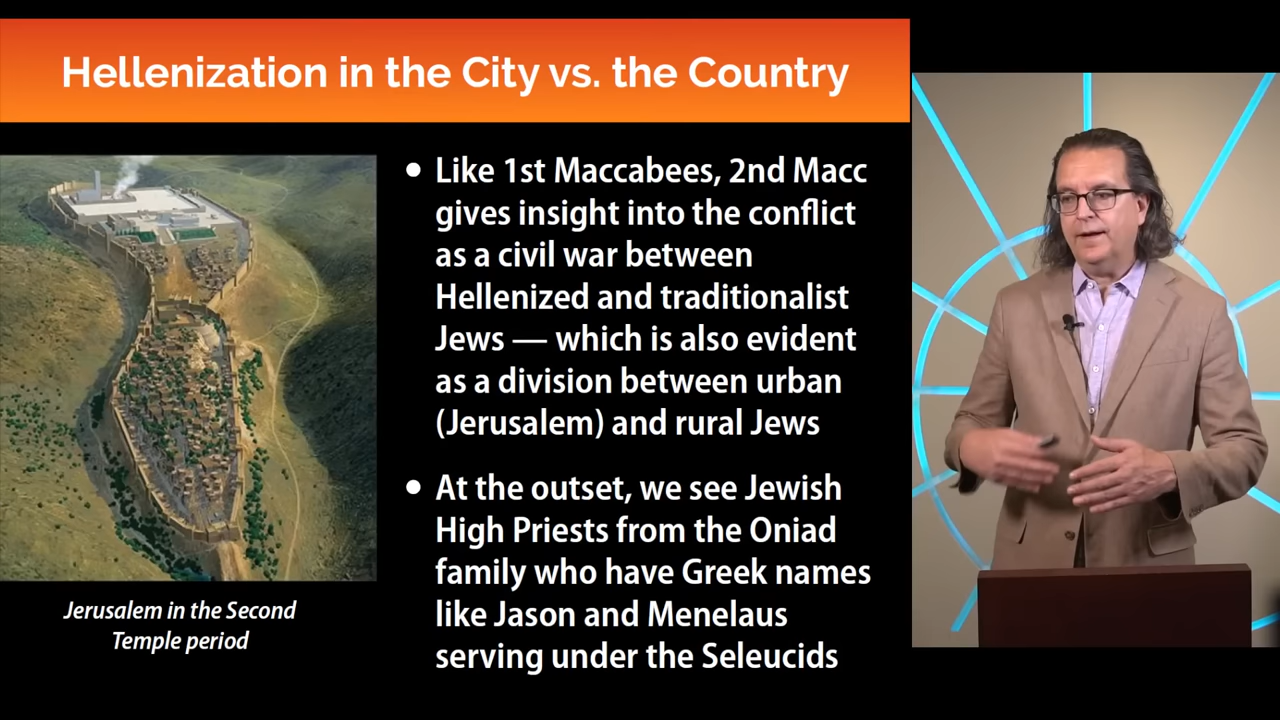 Hellenization in the City vs. the Country
• Like 1st Maccabees, 2nd Macc
gives insight into the conflict
as a civil war between
Hellenized and traditionalist
Jews — which is also evident
as a division between urban
(Jerusalem) and rural Jews
• At the outset, we see Jewish
High Priests from the Oniad
family who have Greek names
like Jason and Menelaus
serving under the Seleucids
Jerusalem in the Second
Temple period